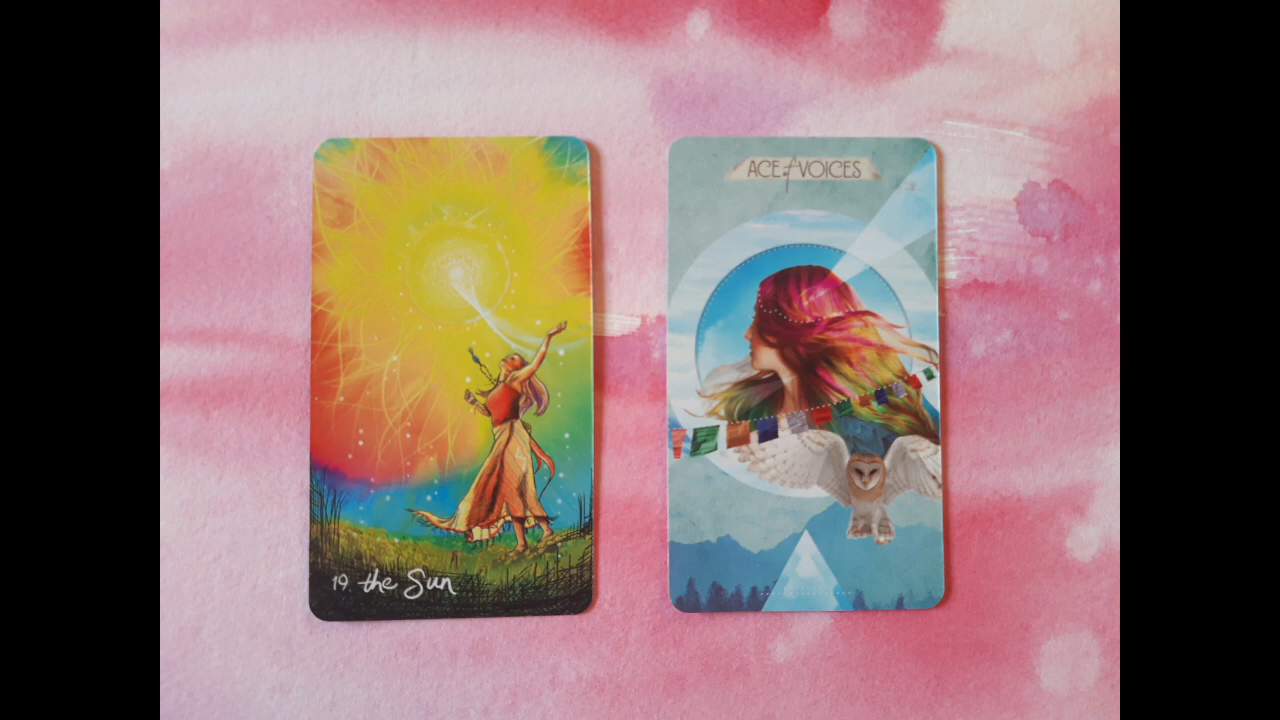 19. the Sun
ACE of VOICES